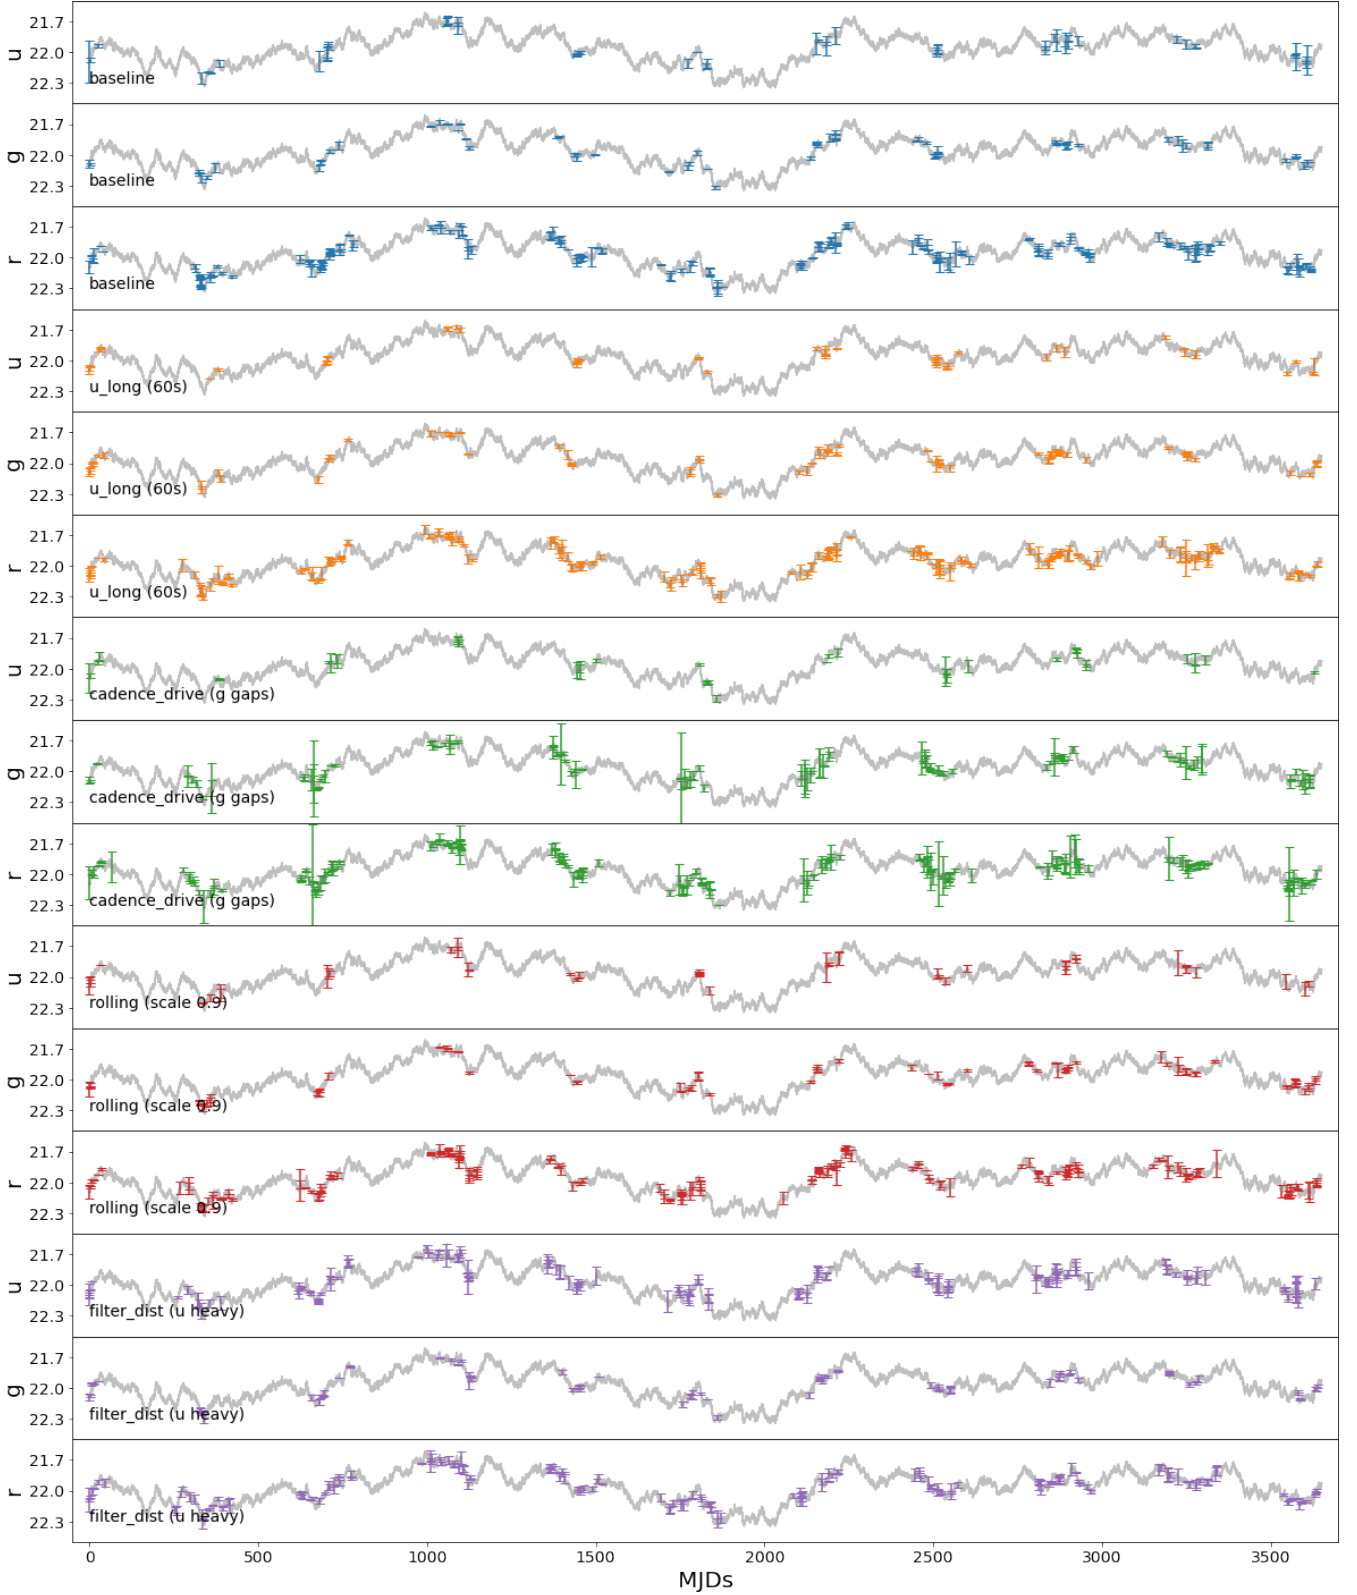 u
21.7
22.0
22.3
baseline
g
21.7
22.0
22.3
baseline
r
21.7
22.0
22.3
baseline
u
21.7
22.0
22.3
u_long (60s)
g
21.7
22.0
22.3
u_long (60s)
r
21.7
22.0
22.3
u_long (60s)
u
21.7
22.0
22.3
cadence_drive (g gaps)
g
21.7
22.0
22.3
cadence_drive (g gaps)
r
21.7
22.0
22.3
cadence_drive (g gaps)
u
21.7
22.0
22.3
rolling (scale 0.9)
g
21.7
22.0
22.3
rolling (scale 0.9)
r
21.7
22.0
22.3
rolling (scale 0.9)
u
21.7
22.0
22.3
filter_dist (u heavy)
g
21.7
22.0
22.3
filter_dist (u heavy)
r
21.7
22.0
22.3
filter_dist (u heavy)
0 500 1000 1500 2000 2500 3000 3500
MJDs